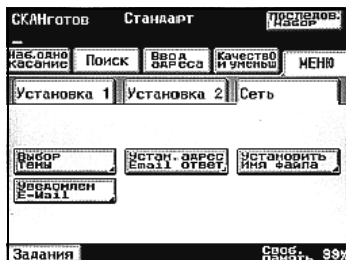 СКАНготов Стандарт последов. Набор
Наб.одно касание Поиск Ввод адреса Качество и уменьш МЕНЮ
Установка 1 Установка 2 Сеть
Выбор темы Устан. адрес Email ответ Установить имя файла
Уведомлен E-Mail
Задания Своб. память 99%